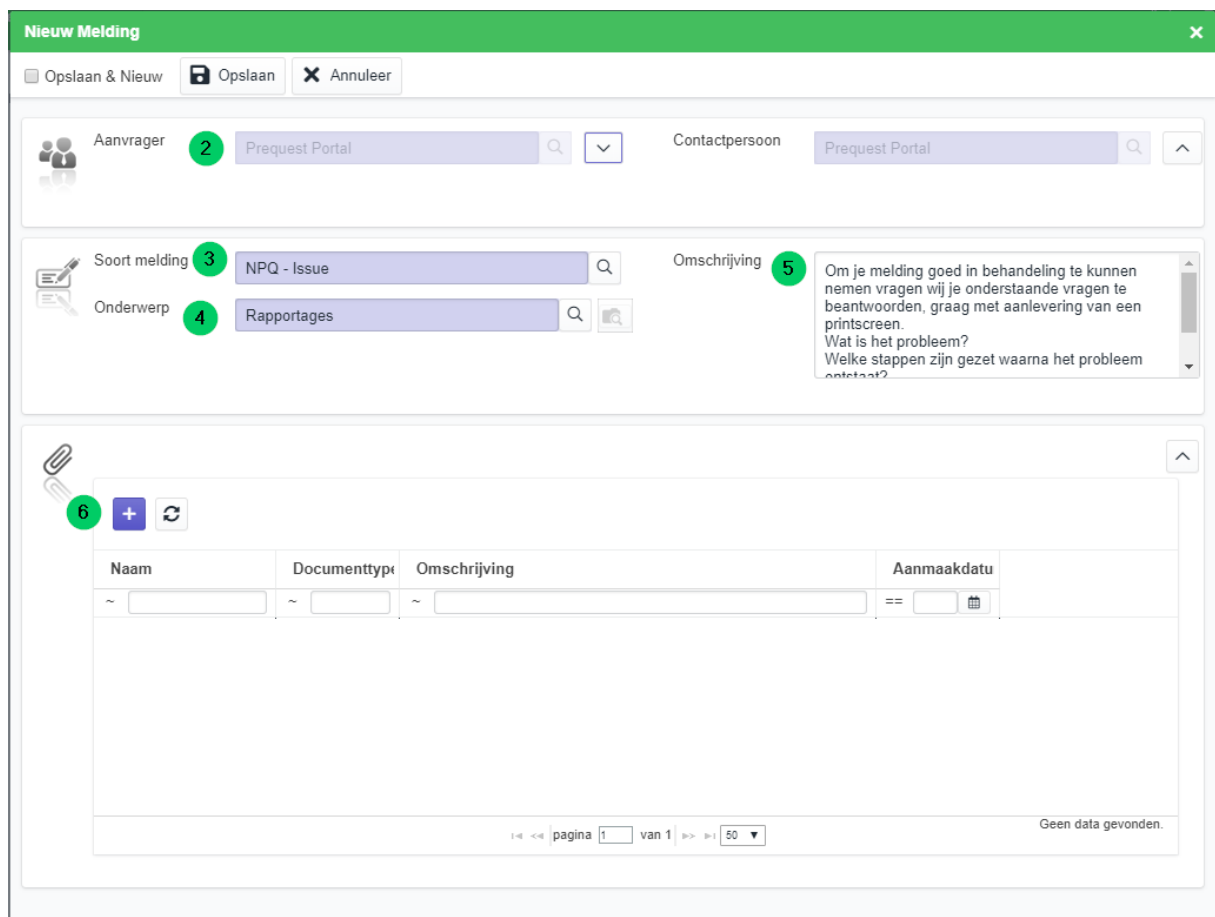 Nieuw Melding
Opslaan & Nieuw Opslaan Annuleer
Aanvrager 2 Prequest Portal Contactpersoon Prequest Portal
Soort melding 3 NPQ - Issue
Onderwerp 4 Rapportages
Omschrijving 5
Om je melding goed in behandeling te kunnen
nemen vragen wij je onderstaande vragen te
beantwoorden, graag met aanlevering van een
printscreen.
Wat is het probleem?
Welke stappen zijn gezet waarna het probleem
ontstaat?
6 +
Naam Documenttype Omschrijving Aanmaakdatu
~ ~ ~ ==
pagina 1 van 1 50
Geen data gevonden.